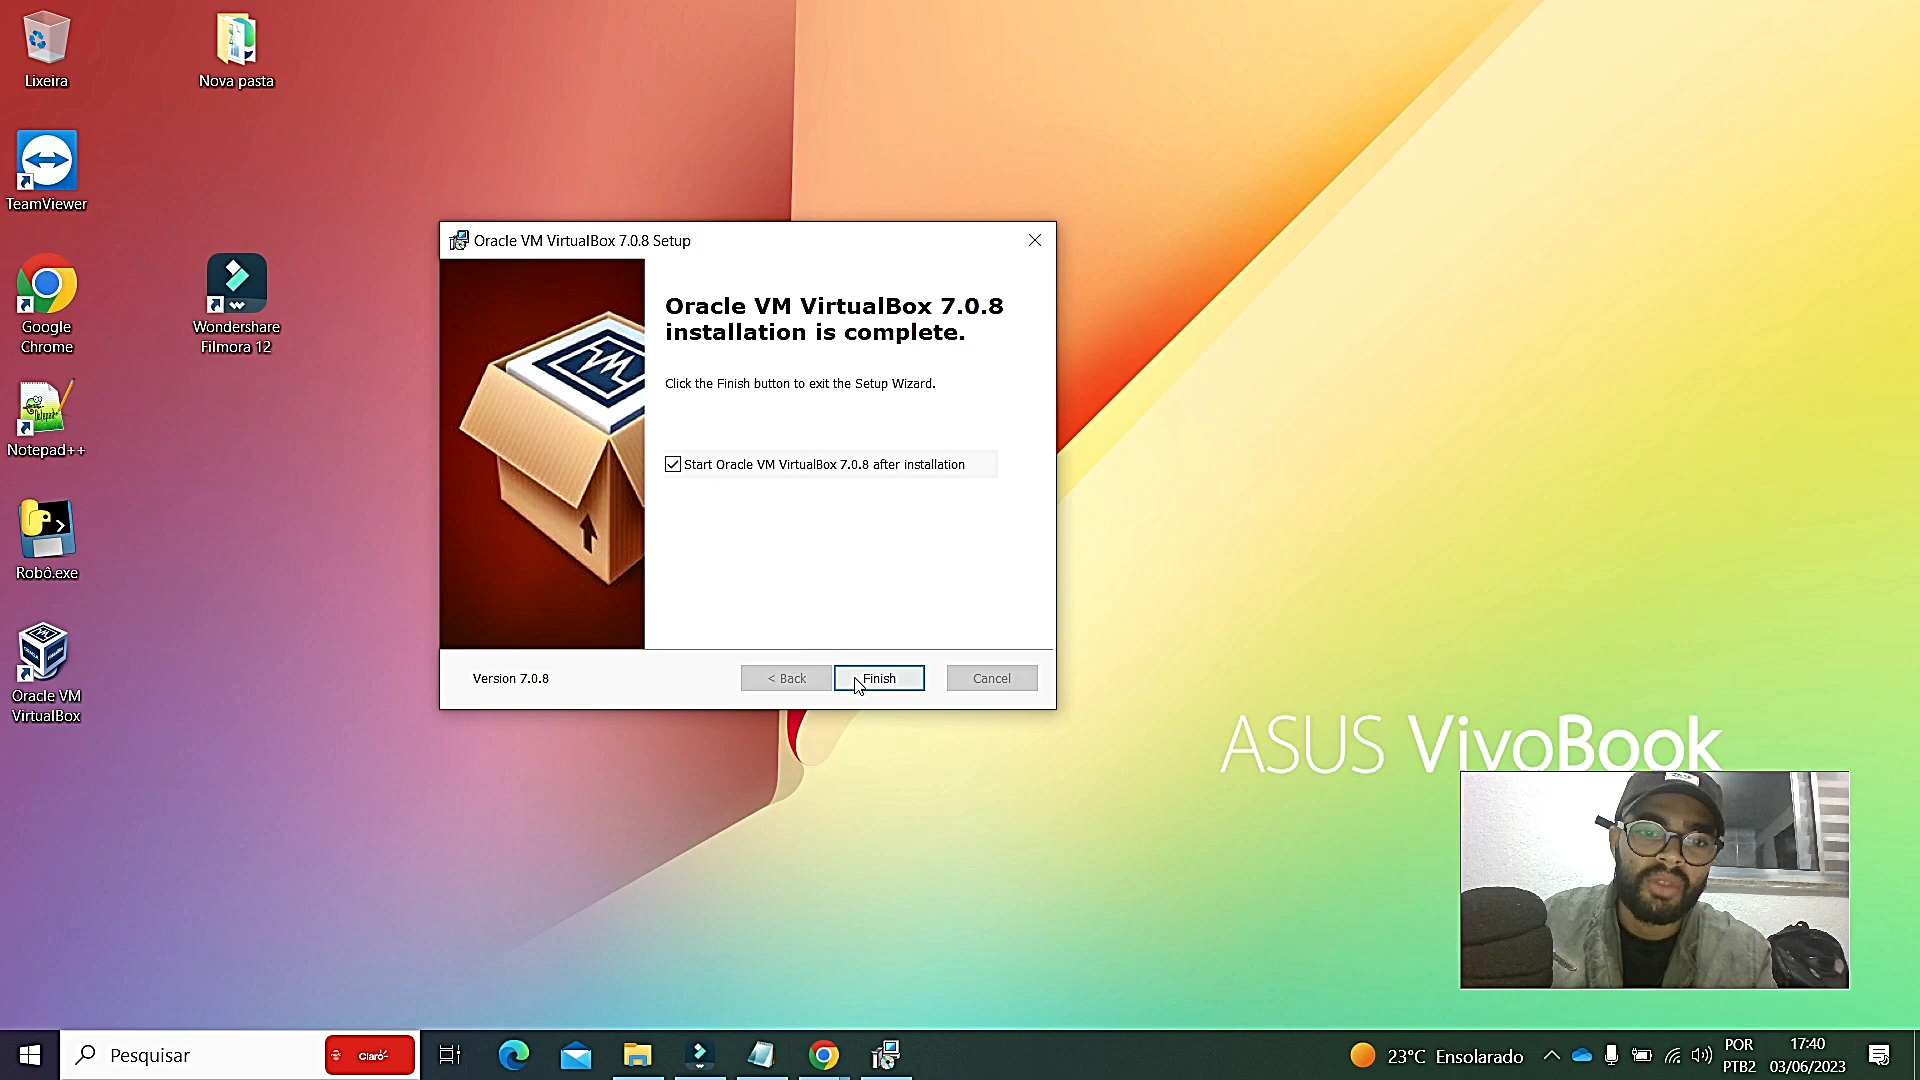 Lixeira
Nova pasta
TeamViewer
Google
Chrome
Wondershare
Filmora 12
Notepad++
Robô.exe
Oracle VM
VirtualBox
Oracle VM VirtualBox 7.0.8 Setup
Oracle VM VirtualBox 7.0.8
installation is complete.
Click the Finish button to exit the Setup Wizard.
Start Oracle VM VirtualBox 7.0.8 after installation
Version 7.0.8
< Back
Finish
Cancel
ASUS VivoBook
Pesquisar
Claro
23°C Ensolarado
POR
PTB2
17:40
03/06/2023